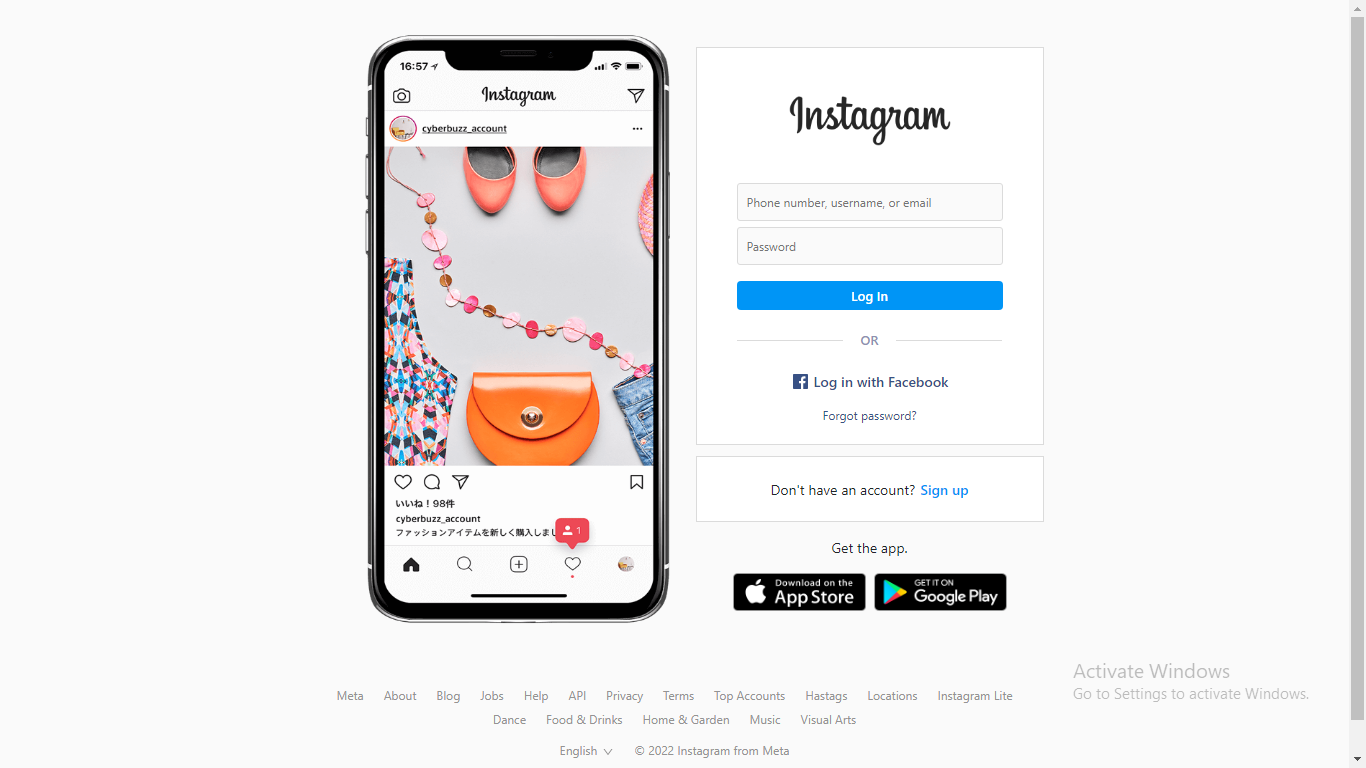 16:57
Instagram
cyberbuzz_account
いいね！98件
cyberbuzz_account
ファッションアイテムを新しく購入しまし
1
Instagram
Phone number, username, or email
Password
Log In
OR
Log in with Facebook
Forgot password?
Don't have an account? Sign up
Get the app.
Download on the
App Store
GET IT ON
Google Play
Meta About Blog Jobs Help API Privacy Terms Top Accounts Hastags Locations Instagram Lite
Dance Food & Drinks Home & Garden Music Visual Arts
English © 2022 Instagram from Meta
Activate Windows
Go to Settings to activate Windows.